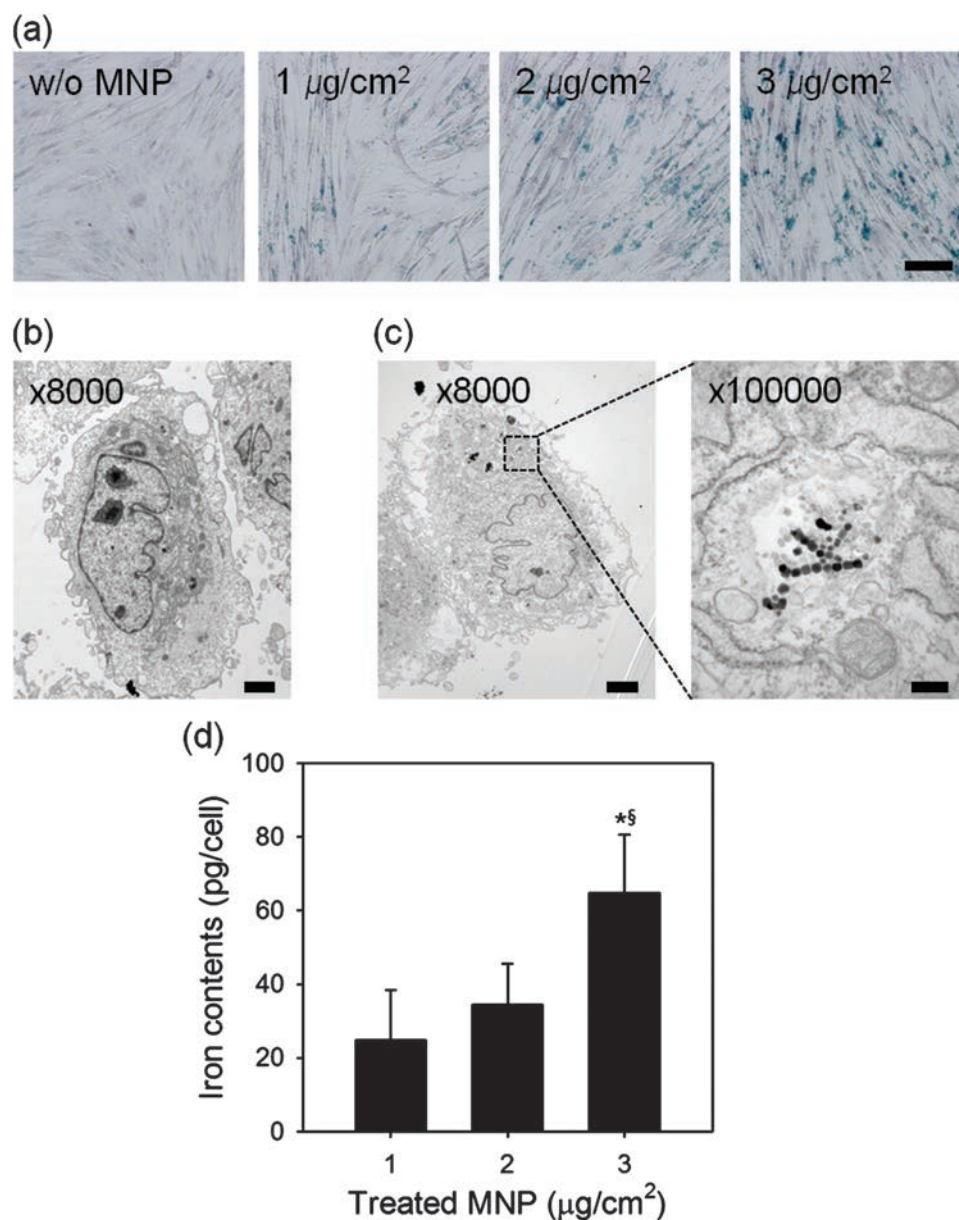 (a)
w/o MNP
1 μg/cm²
2 μg/cm²
3 μg/cm²
(b)
x8000
(c)
x8000
x100000
(d)
100
80
60
40
20
0
*§
1
2
3
Iron contents (pg/cell)
Treated MNP (μg/cm²)